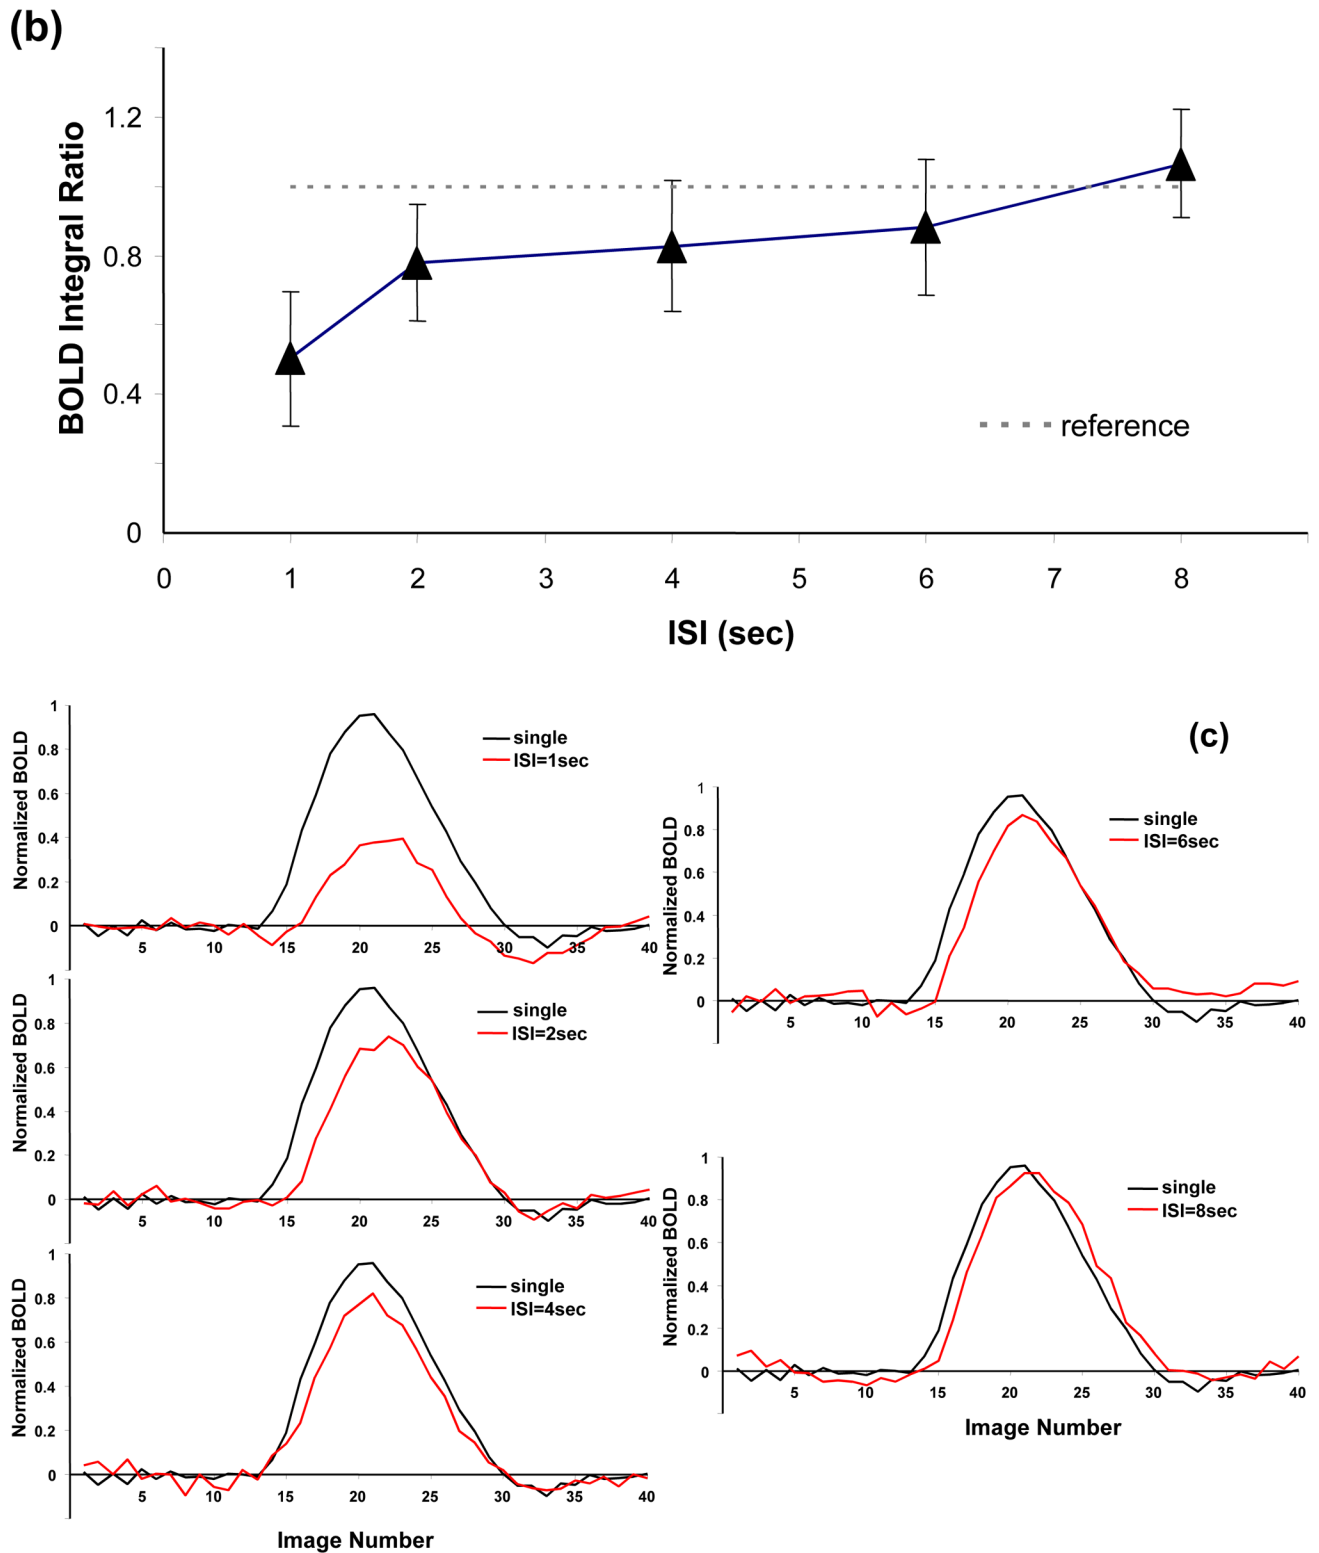 (b)
BOLD Integral Ratio
1.2
0.8
0.4
0
reference
0 1 2 3 4 5 6 7 8
ISI (sec)
Normalized BOLD
1
0.8
0.6
0.4
0.2
0
single
ISI=1sec
5 10 15 20 25 30 35 40
Normalized BOLD
1
0.8
0.6
0.4
0.2
0
single
ISI=2sec
5 10 15 20 25 30 35 40
Normalized BOLD
1
0.8
0.6
0.4
0.2
0
single
ISI=4sec
5 10 15 20 25 30 35 40
Image Number
(c)
Normalized BOLD
1
0.8
0.6
0.4
0.2
0
single
ISI=6sec
5 10 15 20 25 30 35 40
Normalized BOLD
1
0.8
0.6
0.4
0.2
0
single
ISI=8sec
5 10 15 20 25 30 35 40
Image Number